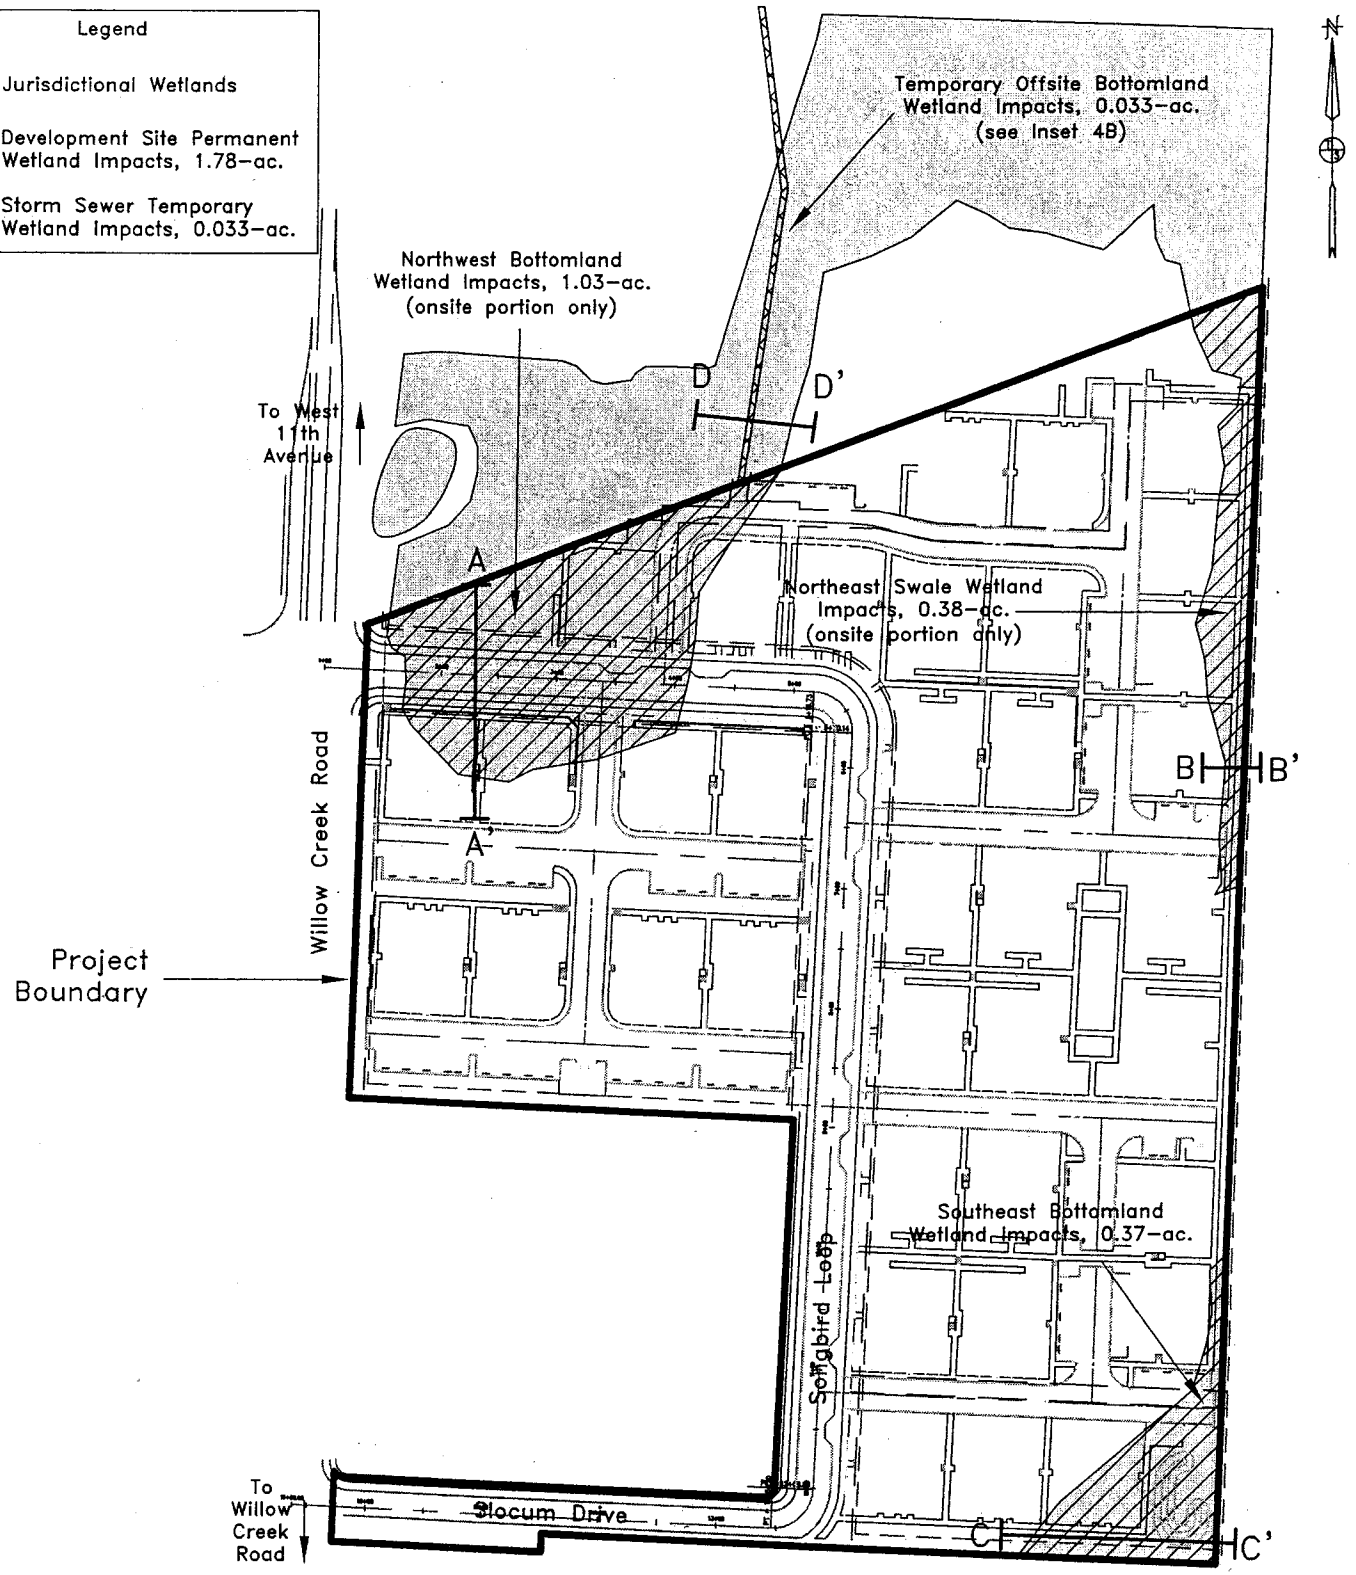 Legend
Jurisdictional Wetlands
Development Site Permanent
Wetland Impacts, 1.78-ac.
Storm Sewer Temporary
Wetland Impacts, 0.033-ac.
N
Temporary Offsite Bottomland
Wetland Impacts, 0.033-ac.
(see Inset 4B)
Northwest Bottomland
Wetland Impacts, 1.03-ac.
(onsite portion only)
D
D'
To West
11th
Avenue
A
Northeast Swale Wetland
Impacts, 0.38-ac.
(onsite portion only)
Willow Creek Road
B
B'
A'
Project
Boundary
Southeast Bottomland
Wetland Impacts, 0.37-ac.
Songbird Loop
To
Willow
Creek
Road
Slocum Drive
C
C'